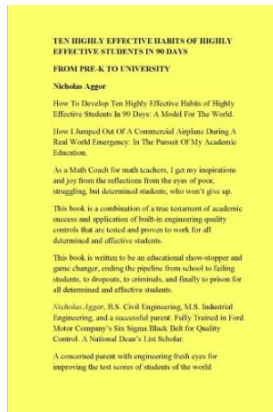 TEN HIGHLY EFFECTIVE HABITS OF HIGHLY
EFFECTIVE STUDENTS IN 90 DAYS
FROM PRE-K TO UNIVERSITY
Nicholas Aggor
How To Develop Ten Highly Effective Habits of Highly
Effective Students In 90 Days: A Model For The World.
How I Jumped Out Of A Commercial Airplane During A
Real World Emergency: In The Pursuit Of My Academic
Education.
As a Math Coach for math teachers, I get my inspirations
and joy from the reflections from the eyes of poor,
struggling, but determined students, who won't give up.
This book is a combination of a true testament of academic
success and application of built-in engineering quality
controls that are tested and proven to work for all
determined and effective students.
This book is written to be an educational show-stopper and
game changer, ending the pipeline from school to failing
students, to dropouts, to criminals, and finally to prison for
all determined and effective students.
Nicholas Aggor, B.S. Civil Engineering, M.S. Industrial
Engineering, and a successful parent. Fully Trained in Ford
Motor Company's Six Sigma Black Belt for Quality
Control. A National Dean's List Scholar.
A concerned parent with engineering fresh eyes for
improving the test scores of students of the world